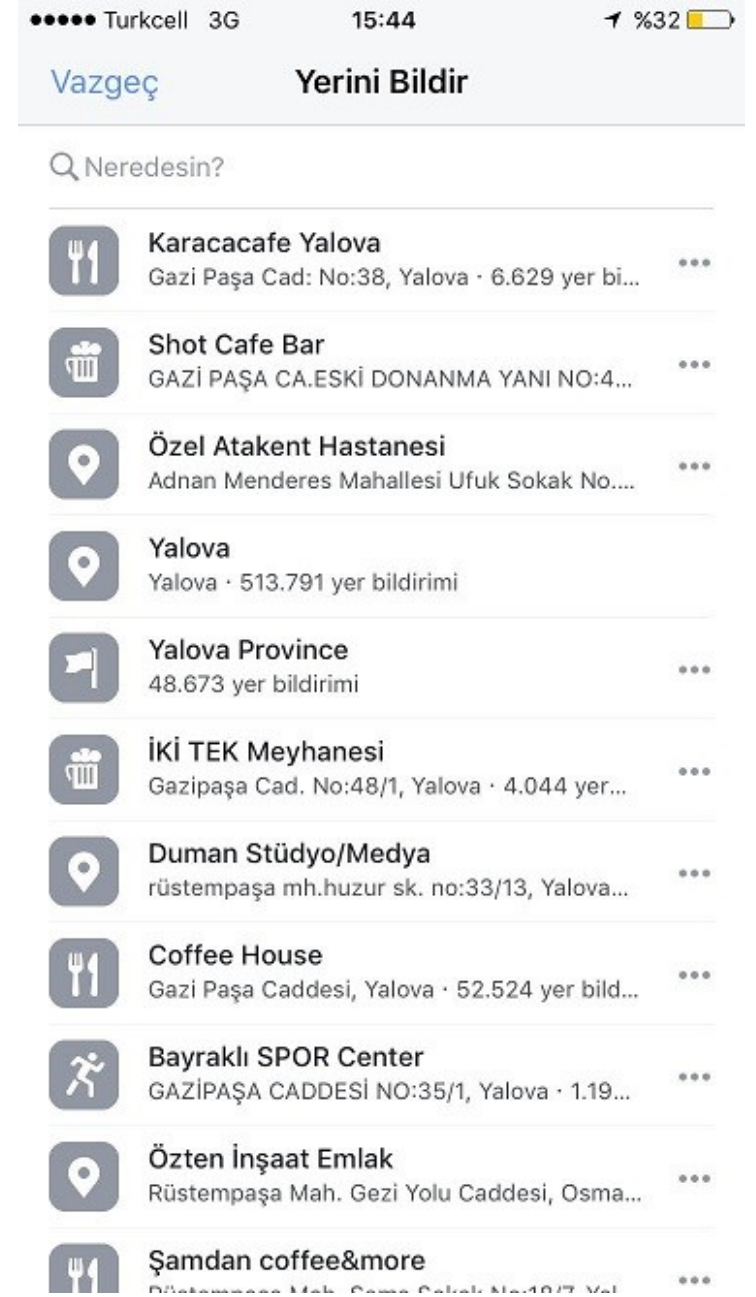 Turkcell 3G 15:44 %32
Vazgeç Yerini Bildir
Neredesin?
Karacacafe Yalova
Gazi Paşa Cad: No:38, Yalova · 6.629 yer bi...
Shot Cafe Bar
GAZİ PAŞA CA.ESKİ DONANMA YANI NO:4...
Özel Atakent Hastanesi
Adnan Menderes Mahallesi Ufuk Sokak No....
Yalova
Yalova · 513.791 yer bildirimi
Yalova Province
48.673 yer bildirimi
İKİ TEK Meyhanesi
Gazipaşa Cad. No:48/1, Yalova · 4.044 yer...
Duman Stüdyo/Medya
rüstempaşa mh.huzur sk. no:33/13, Yalova...
Coffee House
Gazi Paşa Caddesi, Yalova · 52.524 yer bild...
Bayraklı SPOR Center
GAZİPAŞA CADDESİ NO:35/1, Yalova · 1.19...
Özten İnşaat Emlak
Rüstempaşa Mah. Gezi Yolu Caddesi, Osma...
Şamdan coffee&more